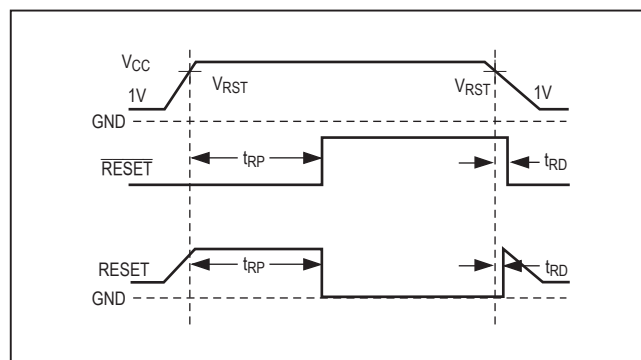 VCC
1V
VRST
VRST
1V
GND
RESET
tRP
tRD
RESET
tRP
tRD
GND